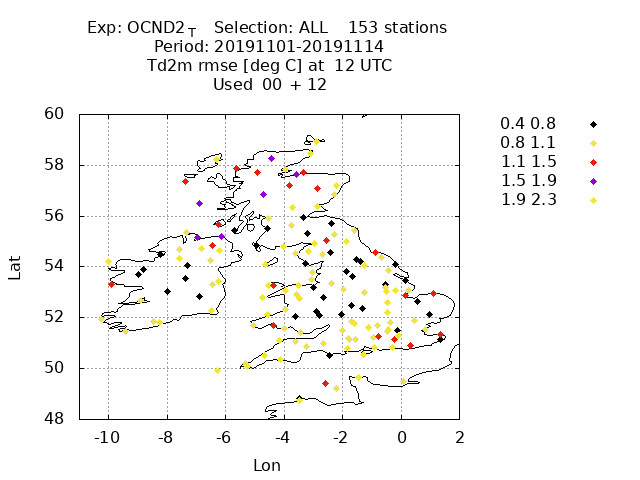 Exp: OCND2_T Selection: ALL 153 stations
Period: 20191101-20191114
Td2m rmse [deg C] at 12 UTC
Used 00 + 12
60
58
56
54
52
50
48
Lat
-10 -8 -6 -4 -2 0 2
Lon
0.4 0.8
0.8 1.1
1.1 1.5
1.5 1.9
1.9 2.3